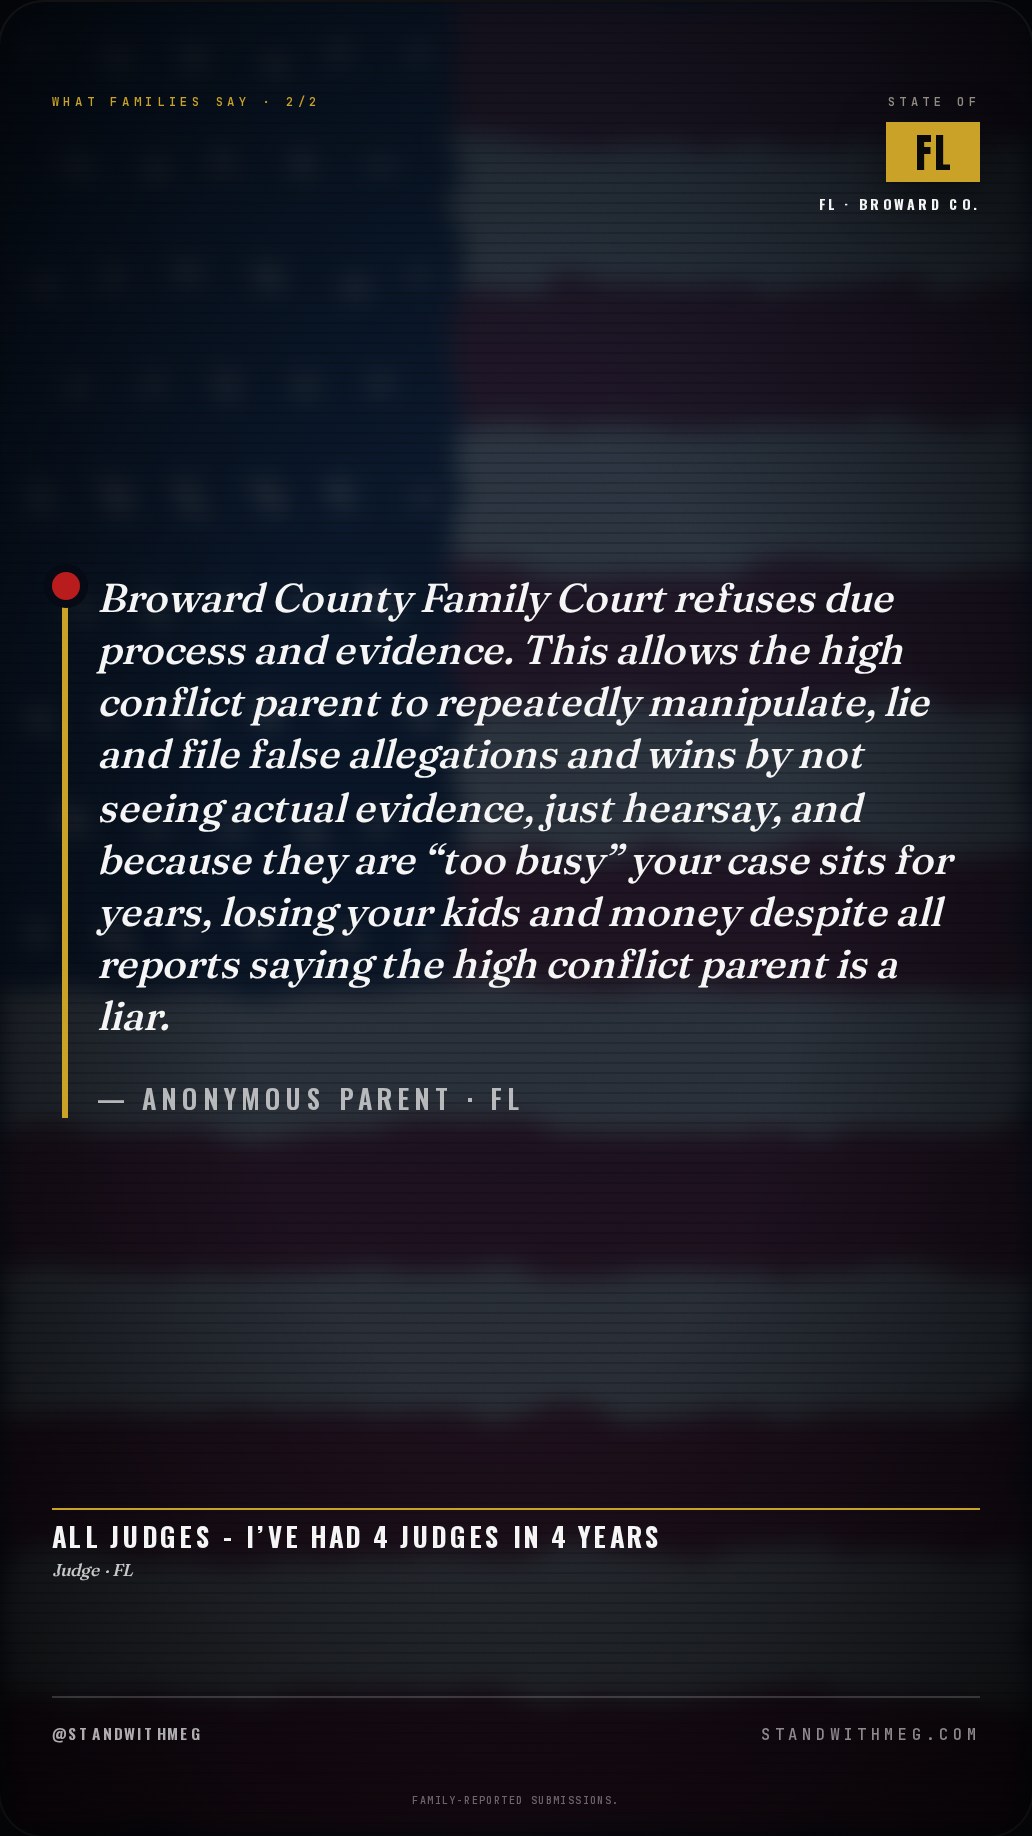 WHAT FAMILIES SAY · 2/2
STATE OF
FL
FL · BROWARD CO.
Broward County Family Court refuses due
process and evidence. This allows the high
conflict parent to repeatedly manipulate, lie
and file false allegations and wins by not
seeing actual evidence, just hearsay, and
because they are “too busy” your case sits for
years, losing your kids and money despite all
reports saying the high conflict parent is a
liar.
— ANONYMOUS PARENT · FL
ALL JUDGES - I’VE HAD 4 JUDGES IN 4 YEARS
Judge · FL
@STANDWITHMEG
STANDWITHMEG.COM
FAMILY-REPORTED SUBMISSIONS.